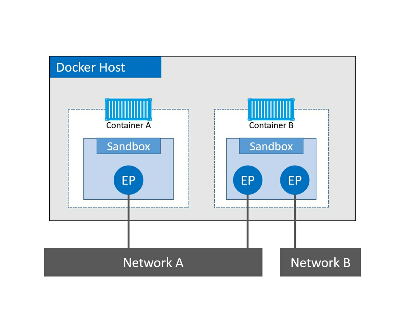 Docker Host
Container A
Container B
Sandbox
Sandbox
EP
EP
EP
Network A
Network B